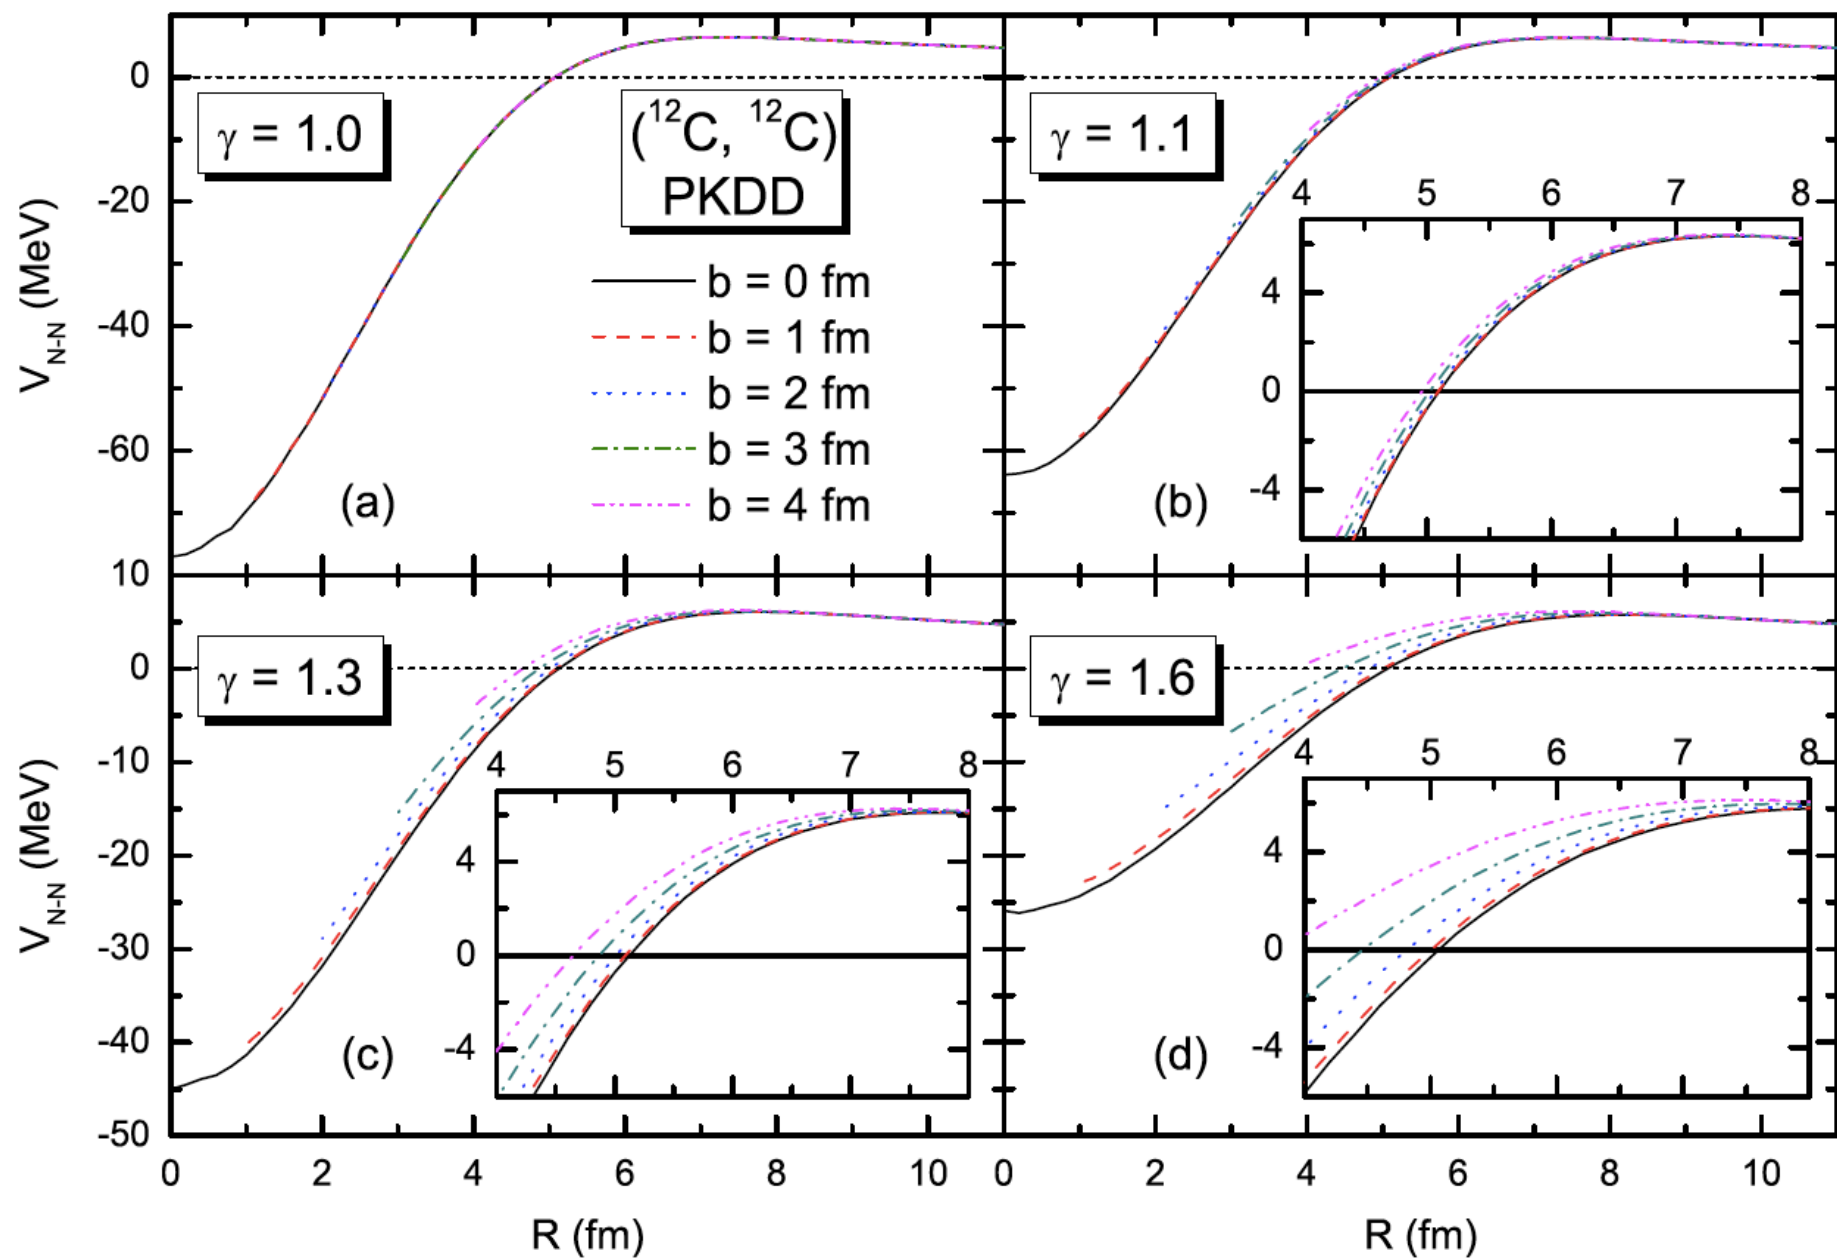 V_N-N (MeV)
0
-20
-40
-60
γ = 1.0
(¹²C, ¹²C)
PKDD
b = 0 fm
b = 1 fm
b = 2 fm
b = 3 fm
b = 4 fm
(a)
γ = 1.1
4 5 6 7 8
4
0
-4
(b)
V_N-N (MeV)
10
0
-10
-20
-30
-40
-50
γ = 1.3
4 5 6 7 8
4
0
-4
(c)
γ = 1.6
4 5 6 7 8
4
0
-4
(d)
0 2 4 6 8 10 0 2 4 6 8 10
R (fm) R (fm)